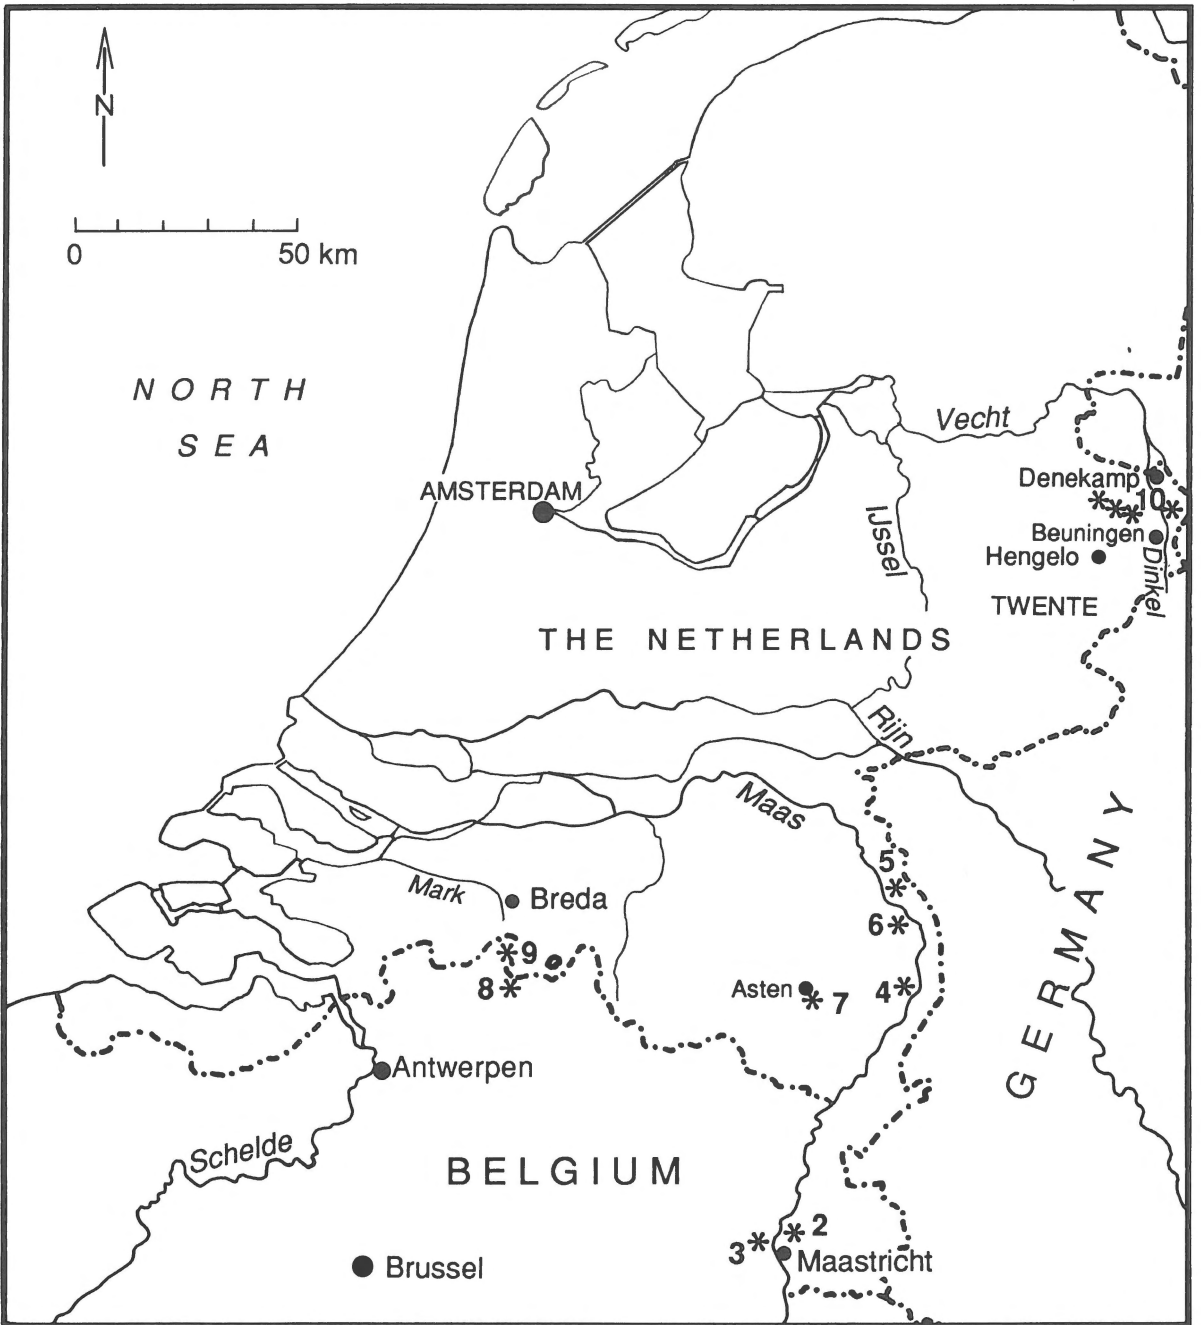 N
0 50 km
NORTH
SEA
Vecht
Denekamp
AMSTERDAM
10
IJssel
Beuningen
Hengelo
Dinkel
TWENTE
THE NETHERLANDS
Rijn
Maas
GERMANY
5
Mark
Breda
6
9
8
Asten
7
4
Antwerpen
Schelde
BELGIUM
2
3
Maastricht
Brussel